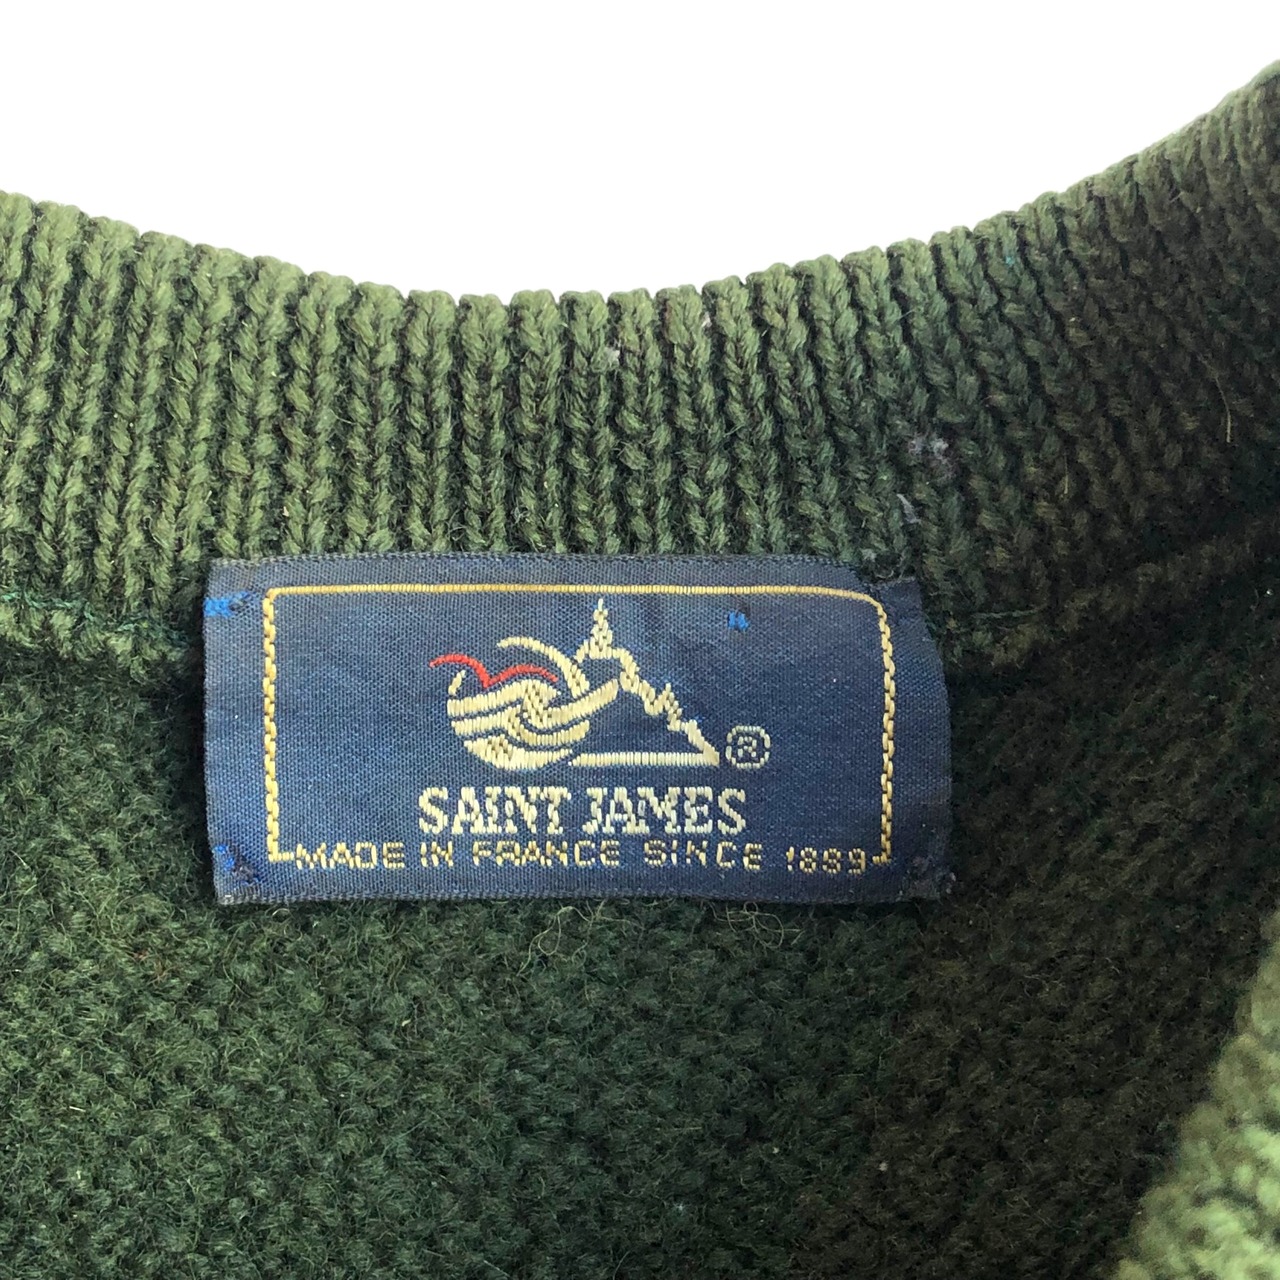 ®
SAINT JAMES
MADE IN FRANCE SINCE 1889